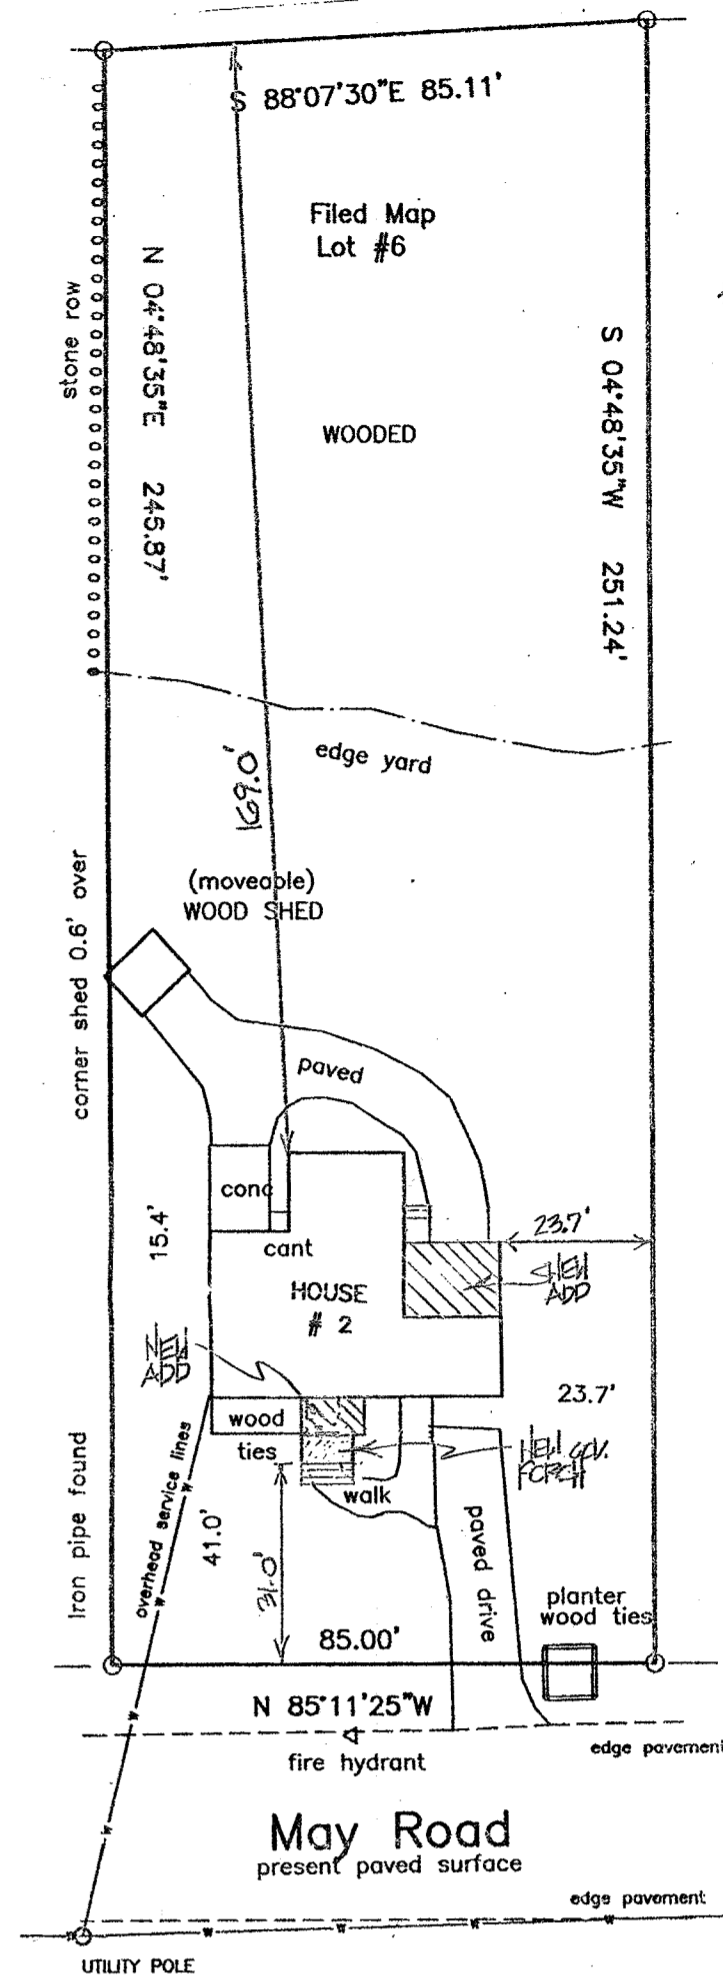 S 88°07'30"E 85.11'
Filed Map
Lot #6
stone row
N 04°48'35"E 246.87'
S 04°48'35"W 251.24'
WOODED
edge yard
169.0'
(moveable)
WOOD SHED
corner shed 0.6' over
paved
conc
15.4'
cant
23.7'
NEW
ADD
HOUSE
# 2
NEW
ADD
23.7'
wood
ties
NEW COV.
PORCH
walk
Iron pipe found
overhead service lines
41.0'
31.0'
paved drive
planter
wood ties
85.00'
N 85°11'25"W
fire hydrant
edge pavement
May Road
present paved surface
edge pavement
UTILITY POLE